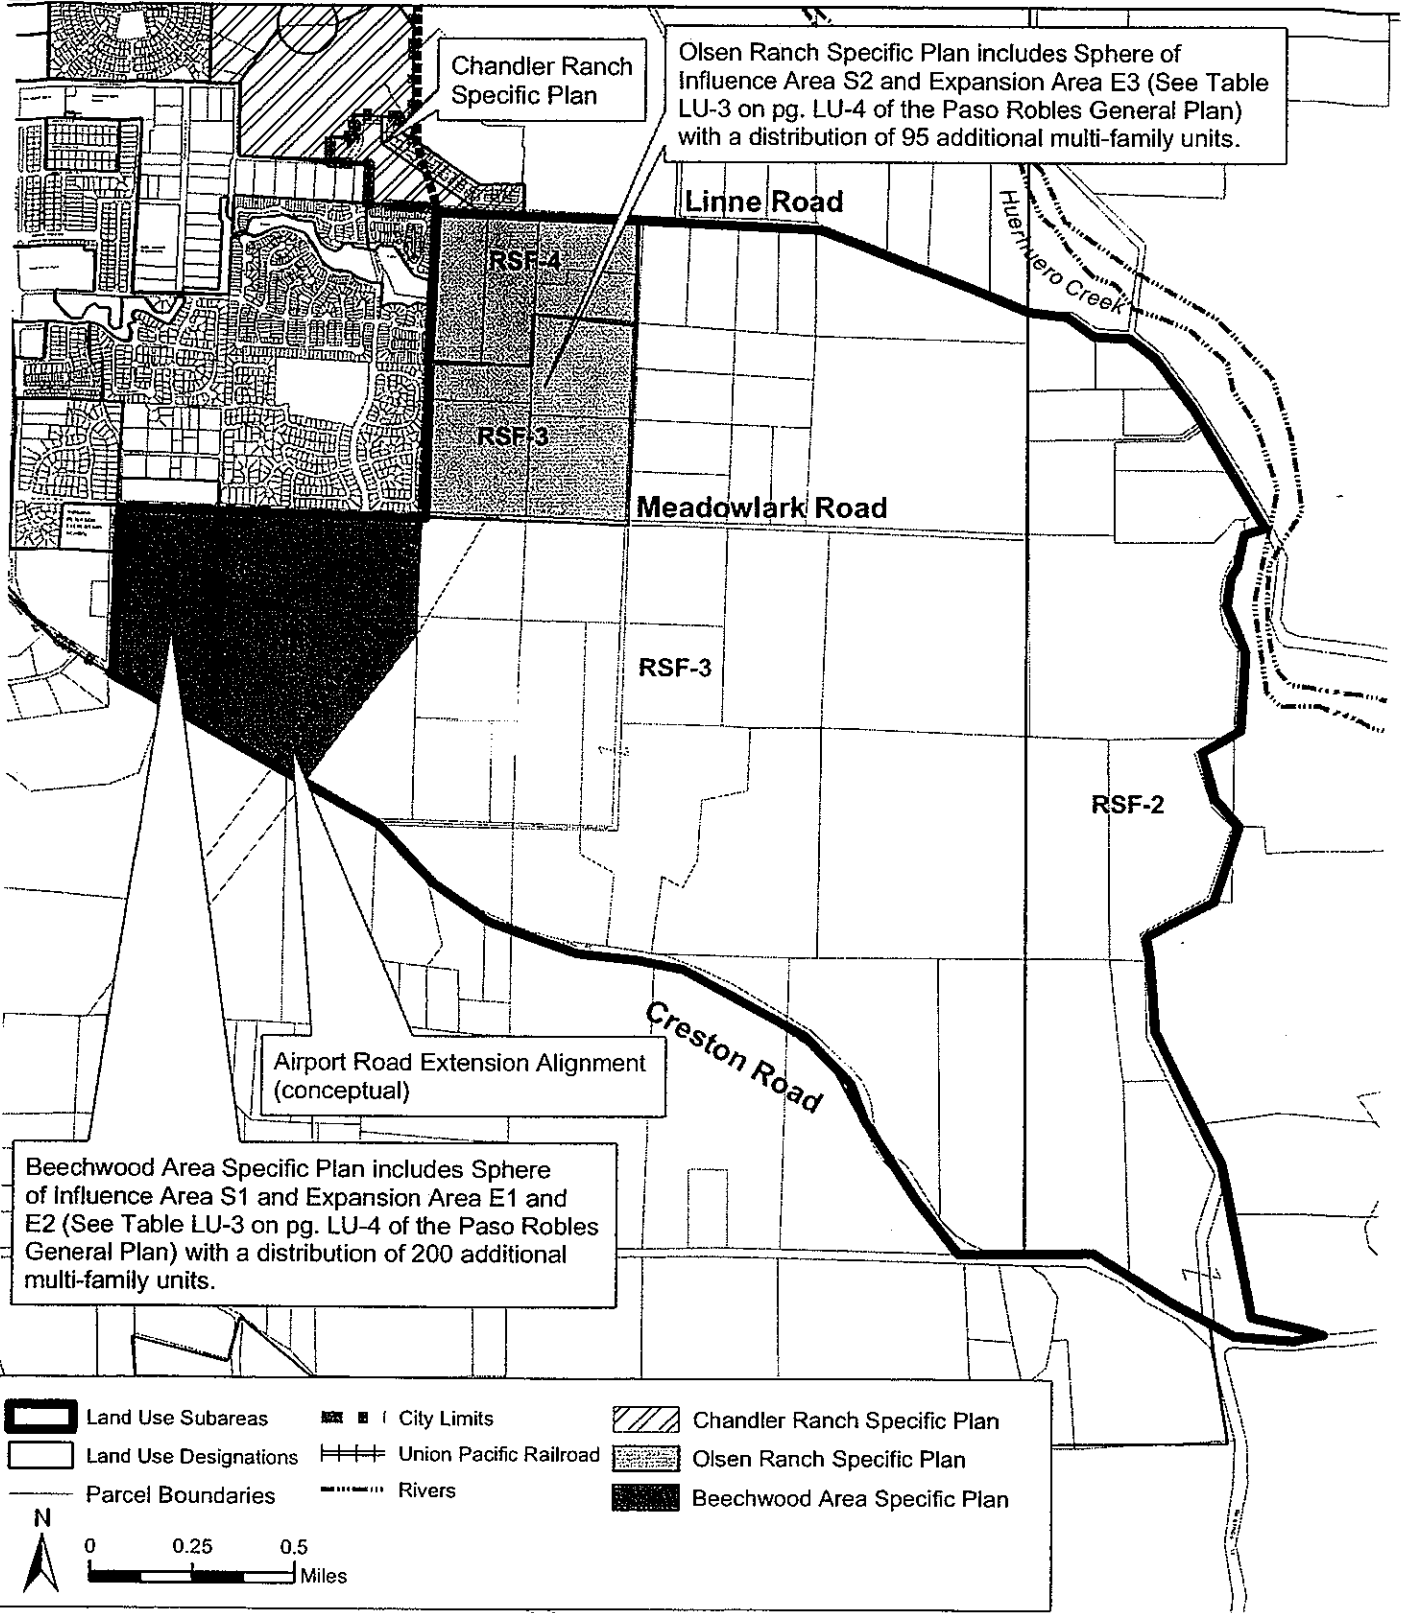 Chandler Ranch
Specific Plan
Olsen Ranch Specific Plan includes Sphere of
Influence Area S2 and Expansion Area E3 (See Table
LU-3 on pg. LU-4 of the Paso Robles General Plan)
with a distribution of 95 additional multi-family units.
Linne Road
Huerhuero Creek
RSF-4
RSF-3
Meadowlark Road
RSF-3
RSF-2
Creston Road
Airport Road Extension Alignment
(conceptual)
Beechwood Area Specific Plan includes Sphere
of Influence Area S1 and Expansion Area E1 and
E2 (See Table LU-3 on pg. LU-4 of the Paso Robles
General Plan) with a distribution of 200 additional
multi-family units.
Land Use Subareas
Land Use Designations
Parcel Boundaries
City Limits
Union Pacific Railroad
Rivers
Chandler Ranch Specific Plan
Olsen Ranch Specific Plan
Beechwood Area Specific Plan
N
0 0.25 0.5
Miles